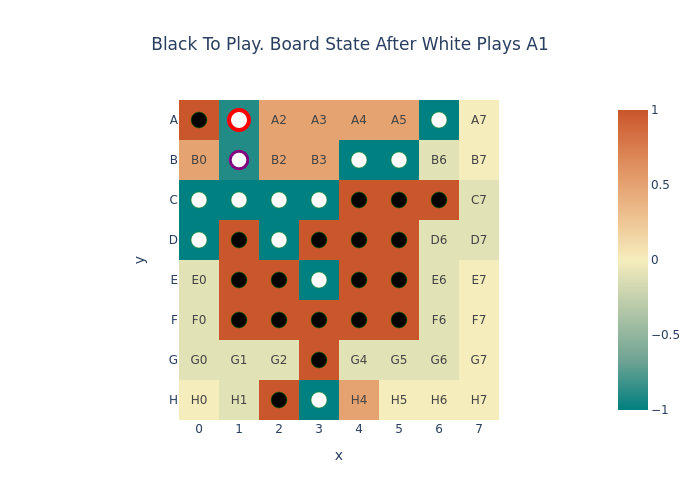 Black To Play. Board State After White Plays A1
A A2 A3 A4 A5 A7
B B0 B2 B3 B6 B7
C C7
D D6 D7
E E0 E6 E7
F F0 F6 F7
G G0 G1 G2 G4 G5 G6 G7
H H0 H1 H4 H5 H6 H7
0 1 2 3 4 5 6 7
x
y
1
0.5
0
−0.5
−1